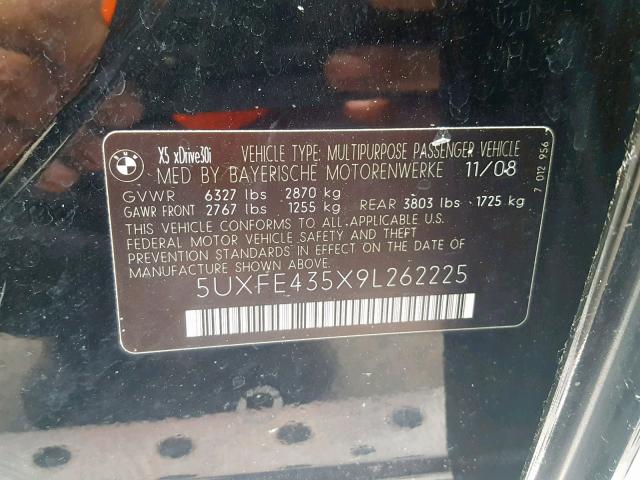 X5 xDrive30i VEHICLE TYPE: MULTIPURPOSE PASSENGER VEHICLE
MED BY BAYERISCHE MOTORENWERKE 11/08
GVWR 6327 lbs 2870 kg
GAWR FRONT 2767 lbs 1255 kg REAR 3803 lbs 1725 kg
THIS VEHICLE CONFORMS TO ALL APPLICABLE U.S.
FEDERAL MOTOR VEHICLE SAFETY AND THEFT
PREVENTION STANDARDS IN EFFECT ON THE DATE OF
MANUFACTURE SHOWN ABOVE.
5UXFE435X9L262225
7 012 956